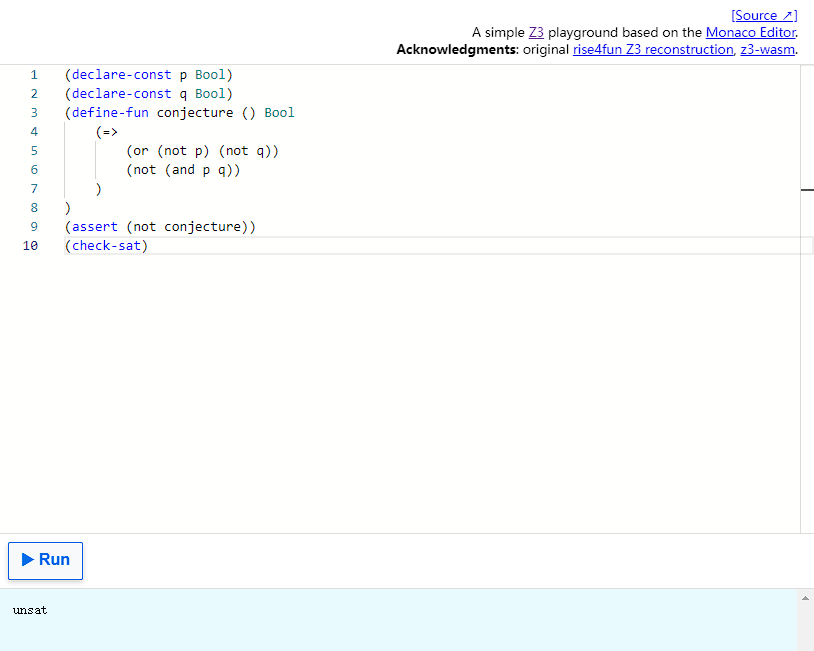 [Source ↗]
A simple Z3 playground based on the Monaco Editor.
Acknowledgments: original rise4fun Z3 reconstruction, z3-wasm.
1 (declare-const p Bool)
2 (declare-const q Bool)
3 (define-fun conjecture () Bool
4     (=>
5         (or (not p) (not q))
6         (not (and p q))
7     )
8 )
9 (assert (not conjecture))
10 (check-sat)
▶ Run
unsat